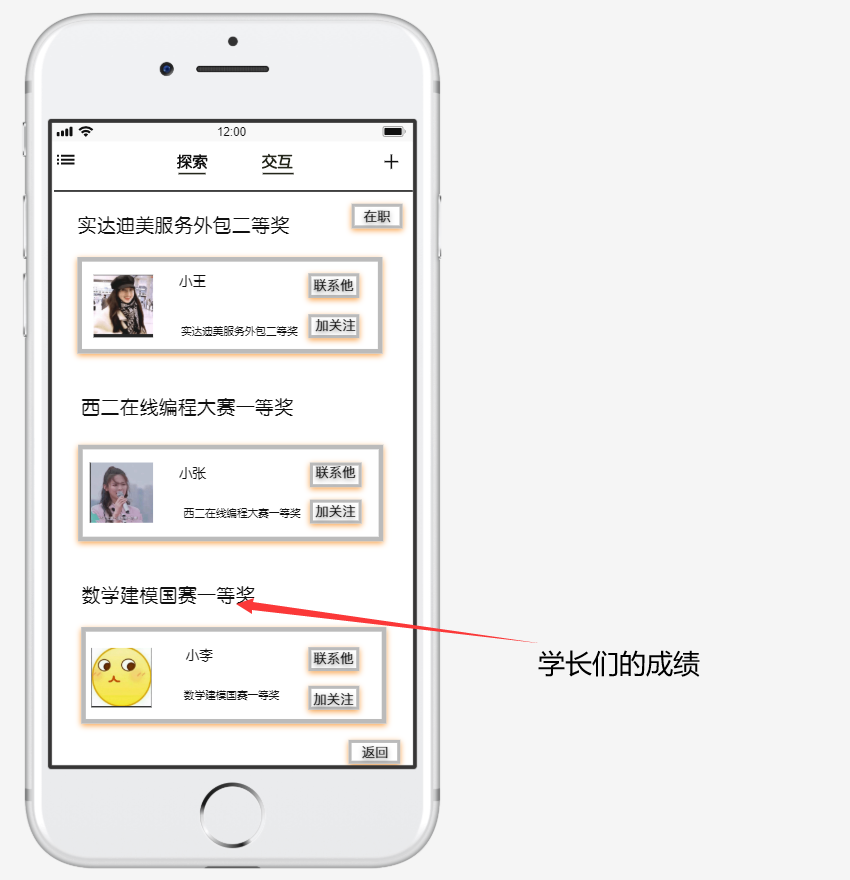 12:00
探索 交互
在职
实达迪美服务外包二等奖
小王
联系他
实达迪美服务外包二等奖
加关注
西二在线编程大赛一等奖
小张
联系他
西二在线编程大赛一等奖
加关注
数学建模国赛一等奖
学长们的成绩
小李
联系他
数学建模国赛一等奖
加关注
返回